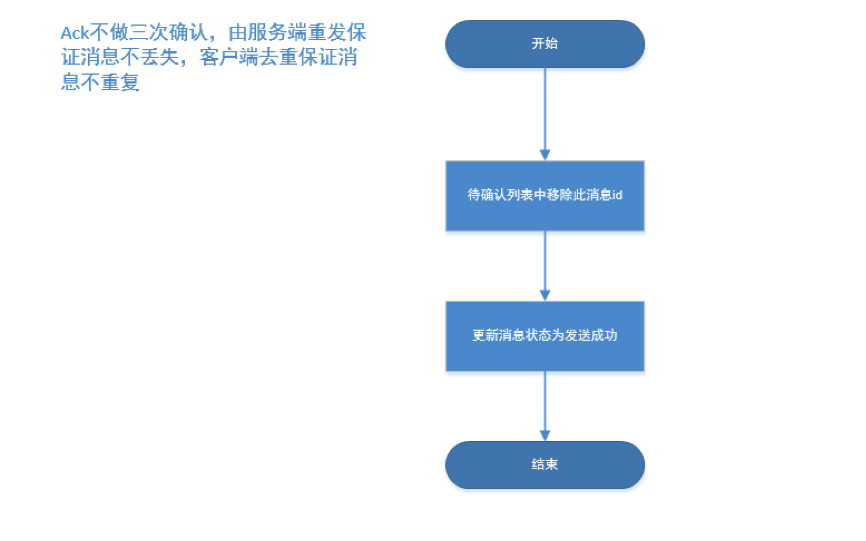 Ack不做三次确认，由服务端重发保
证消息不丢失，客户端去重保证消
息不重复
开始
待确认列表中移除此消息id
更新消息状态为发送成功
结束